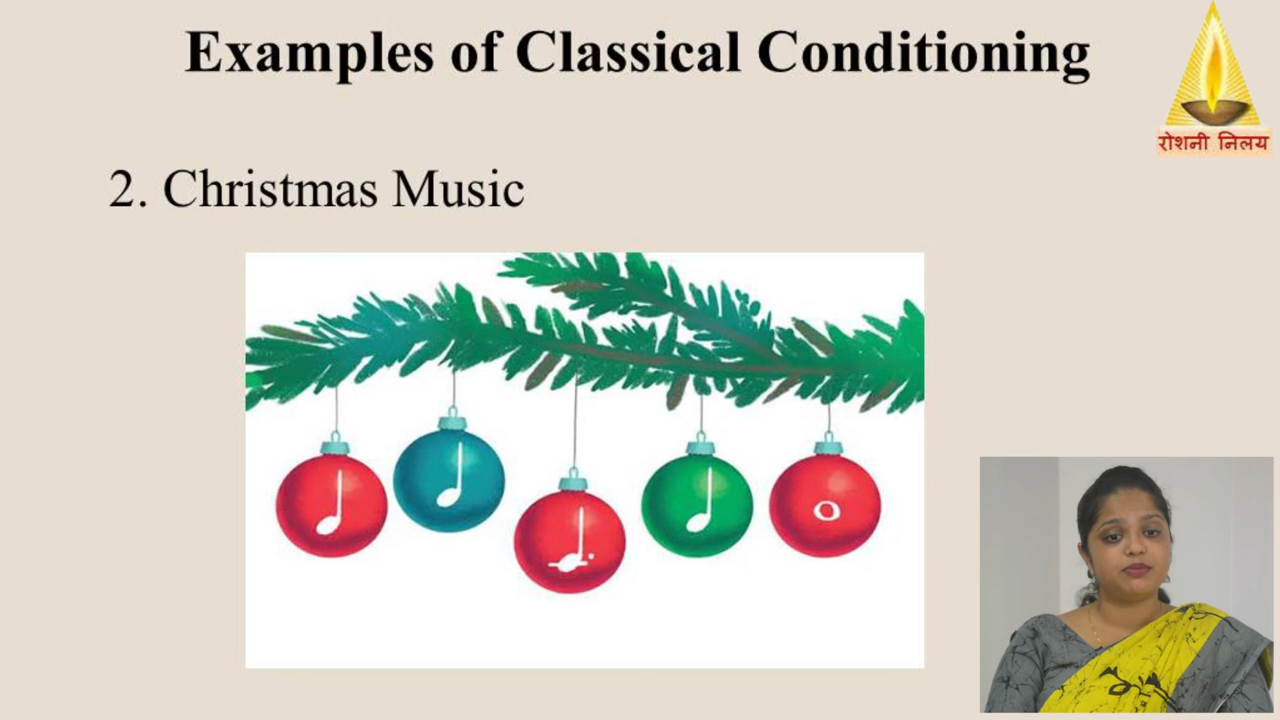 Examples of Classical Conditioning
रोशनी निलय
2. Christmas Music